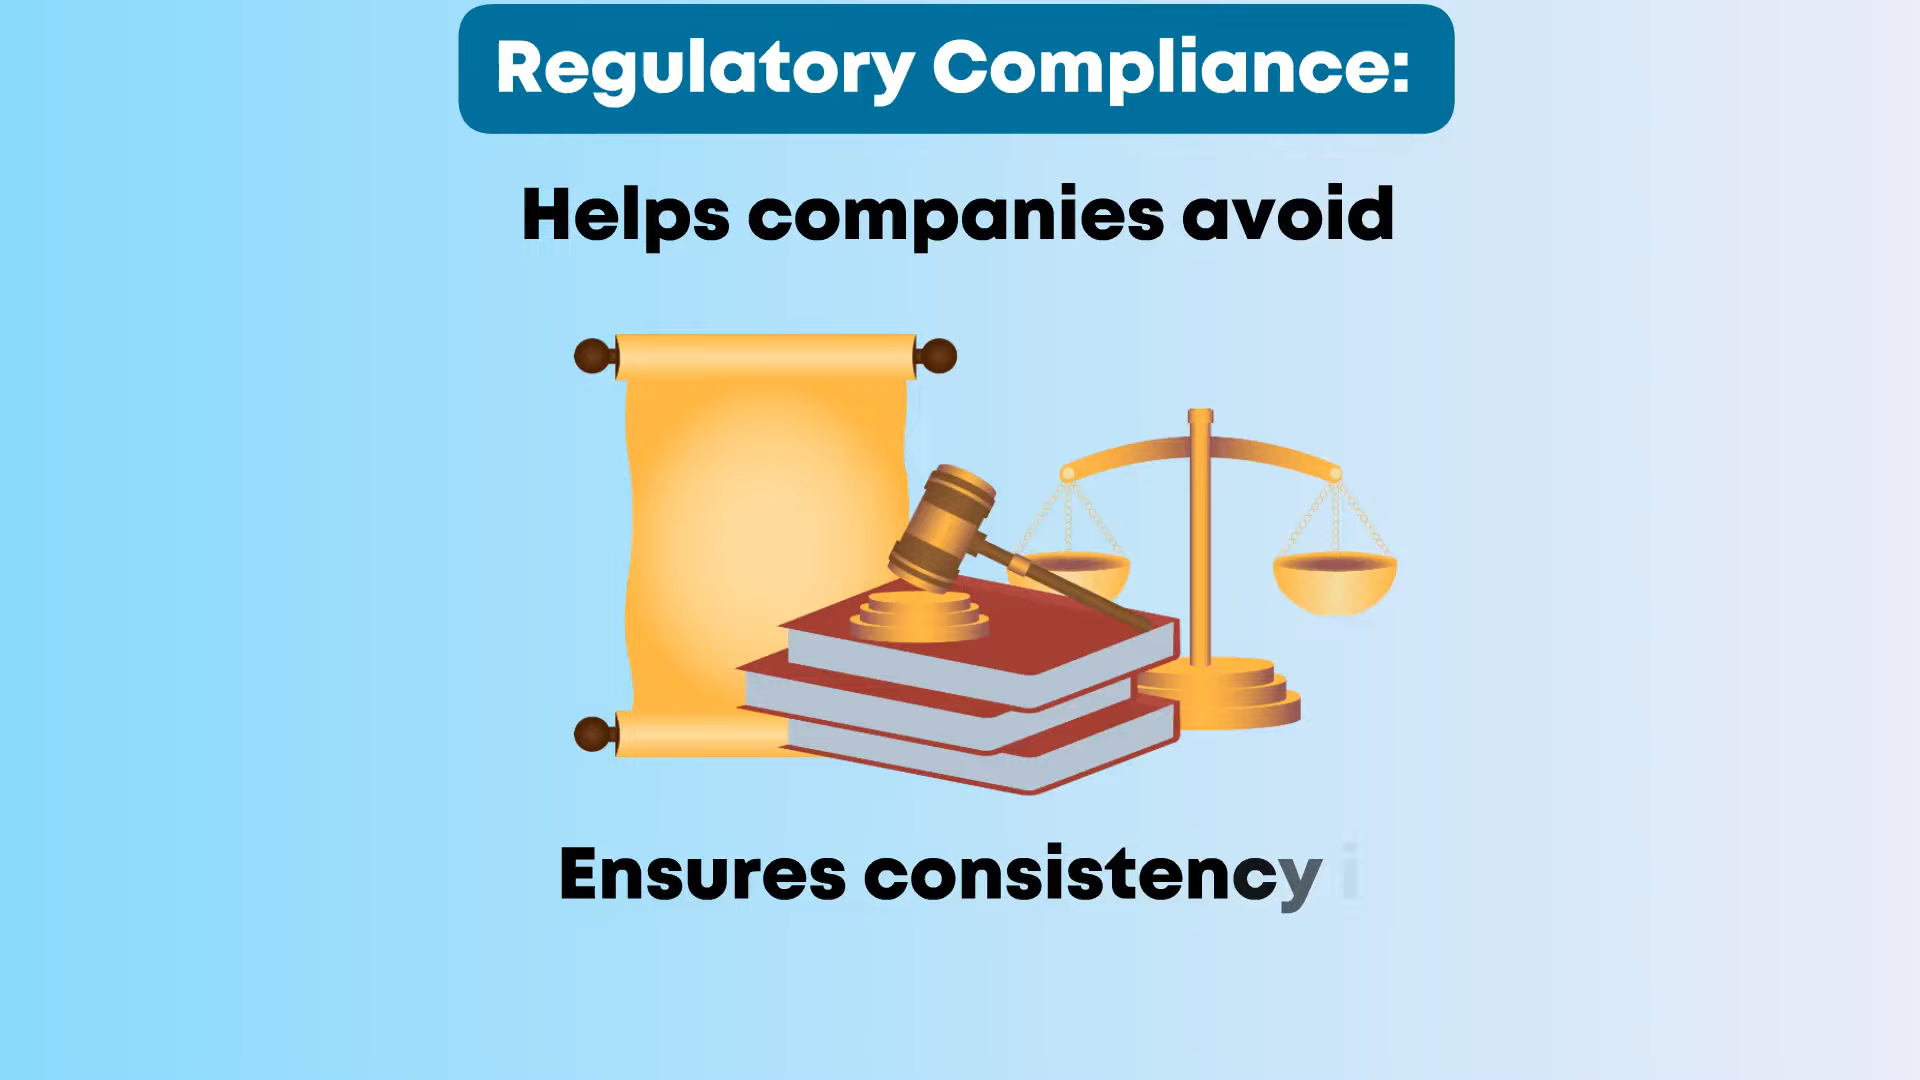 Regulatory Compliance:
Helps companies avoid
Ensures consistency i